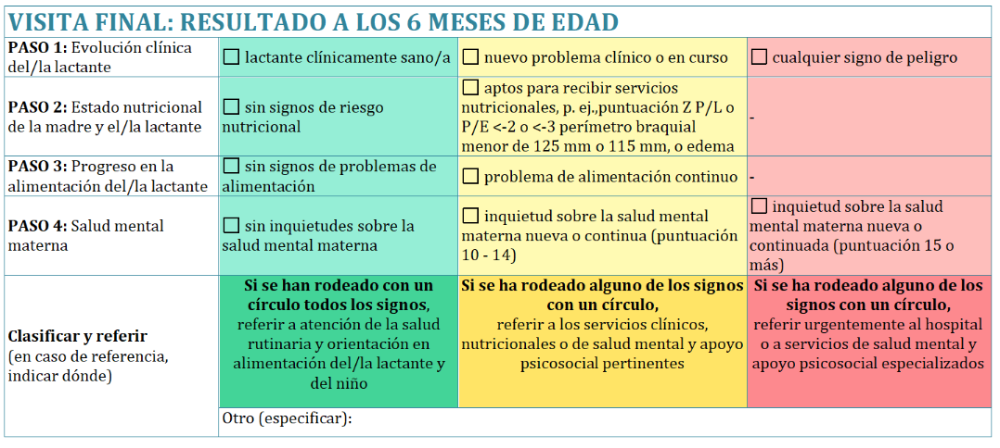 VISITA FINAL: RESULTADO A LOS 6 MESES DE EDAD
PASO 1: Evolución clínica
del/la lactante
☐ lactante clínicamente sano/a
☐ nuevo problema clínico o en curso
☐ cualquier signo de peligro
PASO 2: Estado nutricional
de la madre y el/la lactante
☐ sin signos de riesgo
nutricional
☐ aptos para recibir servicios
nutricionales, p. ej.,puntuación Z P/L o
P/E <-2 o <-3 perímetro braquial
menor de 125 mm o 115 mm, o edema
-
PASO 3: Progreso en la
alimentación del/la lactante
☐ sin signos de problemas de
alimentación
☐ problema de alimentación continuo
-
PASO 4: Salud mental
materna
☐ sin inquietudes sobre la
salud mental materna
☐ inquietud sobre la salud mental
materna nueva o continua (puntuación
10 - 14)
☐ inquietud sobre la salud
mental materna nueva o
continuada (puntuación 15 o
más)
Clasificar y referir
(en caso de referencia,
indicar dónde)
Si se han rodeado con un
círculo todos los signos,
referir a atención de la salud
rutinaria y orientación en
alimentación del/la lactante y
del niño
Si se ha rodeado alguno de los signos
con un círculo,
referir a los servicios clínicos,
nutricionales o de salud mental y apoyo
psicosocial pertinentes
Si se ha rodeado alguno de los
signos con un círculo,
referir urgentemente al hospital
o a servicios de salud mental y
apoyo psicosocial especializados
Otro (especificar):